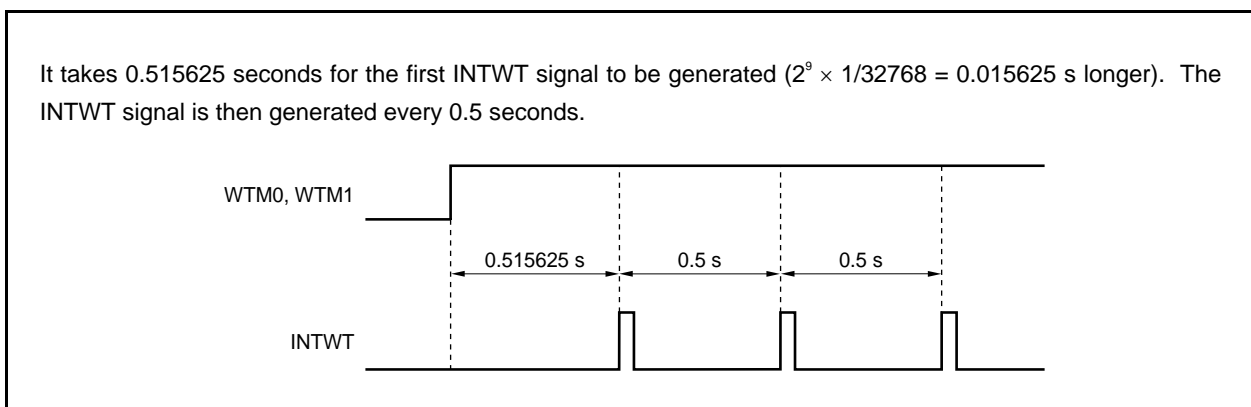 It takes 0.515625 seconds for the first INTWT signal to be generated (2⁹ × 1/32768 = 0.015625 s longer). The
INTWT signal is then generated every 0.5 seconds.
WTM0, WTM1
0.515625 s 0.5 s 0.5 s
INTWT